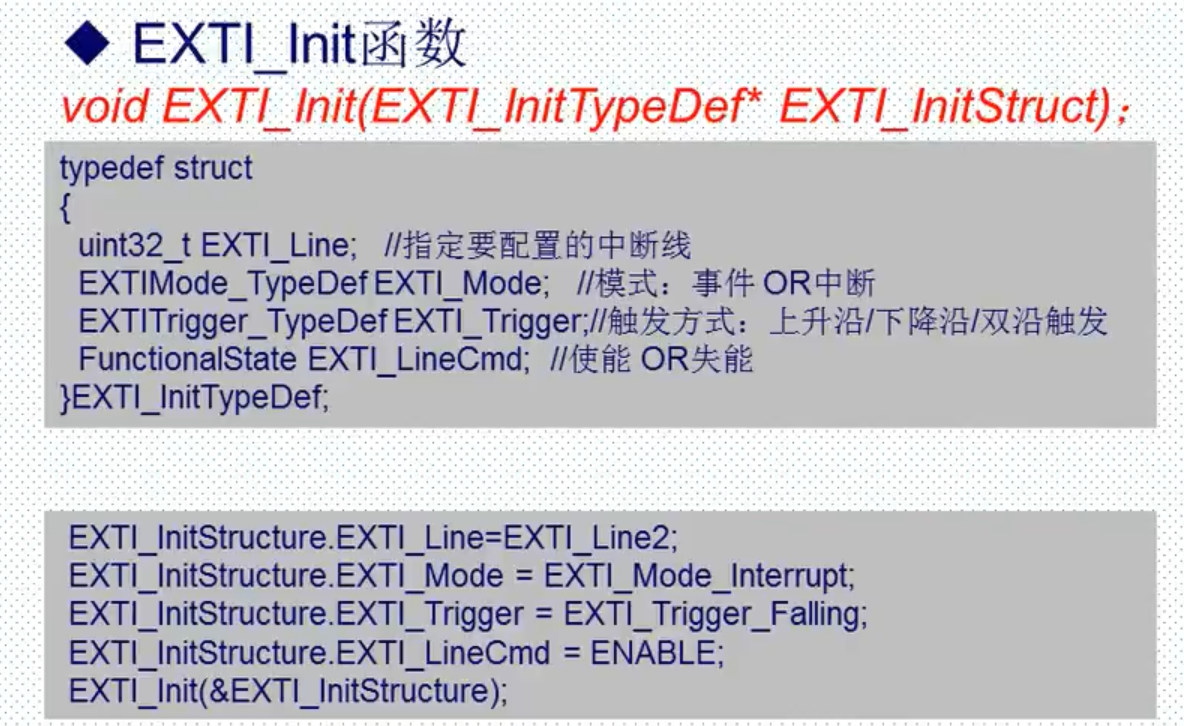 ◆ EXTI_Init函数
void EXTI_Init(EXTI_InitTypeDef* EXTI_InitStruct)；
typedef struct
{
uint32_t EXTI_Line; //指定要配置的中断线
EXTIMode_TypeDef EXTI_Mode; //模式：事件 OR中断
EXTITrigger_TypeDef EXTI_Trigger;//触发方式：上升沿/下降沿/双沿触发
FunctionalState EXTI_LineCmd; //使能 OR失能
}EXTI_InitTypeDef;
EXTI_InitStructure.EXTI_Line=EXTI_Line2;
EXTI_InitStructure.EXTI_Mode = EXTI_Mode_Interrupt;
EXTI_InitStructure.EXTI_Trigger = EXTI_Trigger_Falling;
EXTI_InitStructure.EXTI_LineCmd = ENABLE;
EXTI_Init(&EXTI_InitStructure);